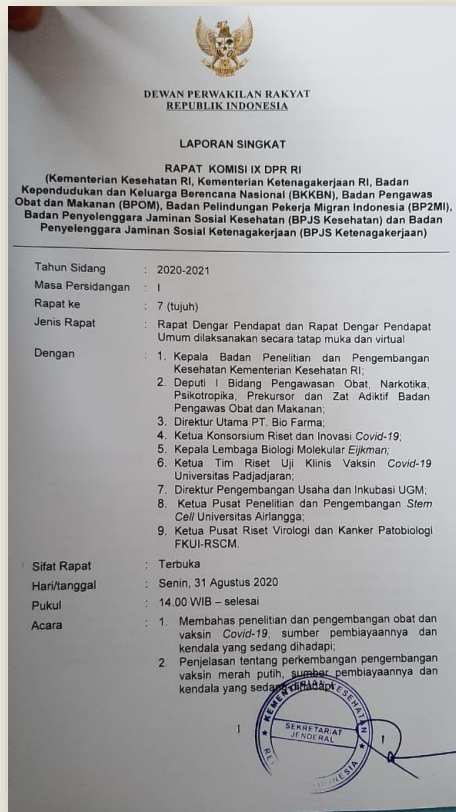 DEWAN PERWAKILAN RAKYAT
REPUBLIK INDONESIA
LAPORAN SINGKAT
RAPAT KOMISI IX DPR RI
(Kementerian Kesehatan RI, Kementerian Ketenagakerjaan RI, Badan
Kependudukan dan Keluarga Berencana Nasional (BKKBN), Badan Pengawas
Obat dan Makanan (BPOM), Badan Pelindungan Pekerja Migran Indonesia (BP2MI),
Badan Penyelenggara Jaminan Sosial Kesehatan (BPJS Kesehatan) dan Badan
Penyelenggara Jaminan Sosial Ketenagakerjaan (BPJS Ketenagakerjaan)
Tahun Sidang : 2020-2021
Masa Persidangan : I
Rapat ke : 7 (tujuh)
Jenis Rapat : Rapat Dengar Pendapat dan Rapat Dengar Pendapat
Umum dilaksanakan secara tatap muka dan virtual
Dengan : 1. Kepala Badan Penelitian dan Pengembangan
Kesehatan Kementerian Kesehatan RI;
2. Deputi I Bidang Pengawasan Obat, Narkotika,
Psikotropika, Prekursor dan Zat Adiktif Badan
Pengawas Obat dan Makanan;
3. Direktur Utama PT. Bio Farma;
4. Ketua Konsorsium Riset dan Inovasi Covid-19;
5. Kepala Lembaga Biologi Molekular Eijkman;
6. Ketua Tim Riset Uji Klinis Vaksin Covid-19
Universitas Padjadjaran;
7. Direktur Pengembangan Usaha dan Inkubasi UGM;
8. Ketua Pusat Penelitian dan Pengembangan Stem
Cell Universitas Airlangga;
9. Ketua Pusat Riset Virologi dan Kanker Patobiologi
FKUI-RSCM.
Sifat Rapat : Terbuka
Hari/tanggal : Senin, 31 Agustus 2020
Pukul : 14.00 WIB – selesai
Acara : 1. Membahas penelitian dan pengembangan obat dan
vaksin Covid-19, sumber pembiayaannya dan
kendala yang sedang dihadapi;
2. Penjelasan tentang perkembangan pengembangan
vaksin merah putih, sumber pembiayaannya dan
kendala yang sedang dihadapi
KEMENTERIAN KESEHATAN
SEKRETARIAT
JENDERAL
INDONESIA
1
1